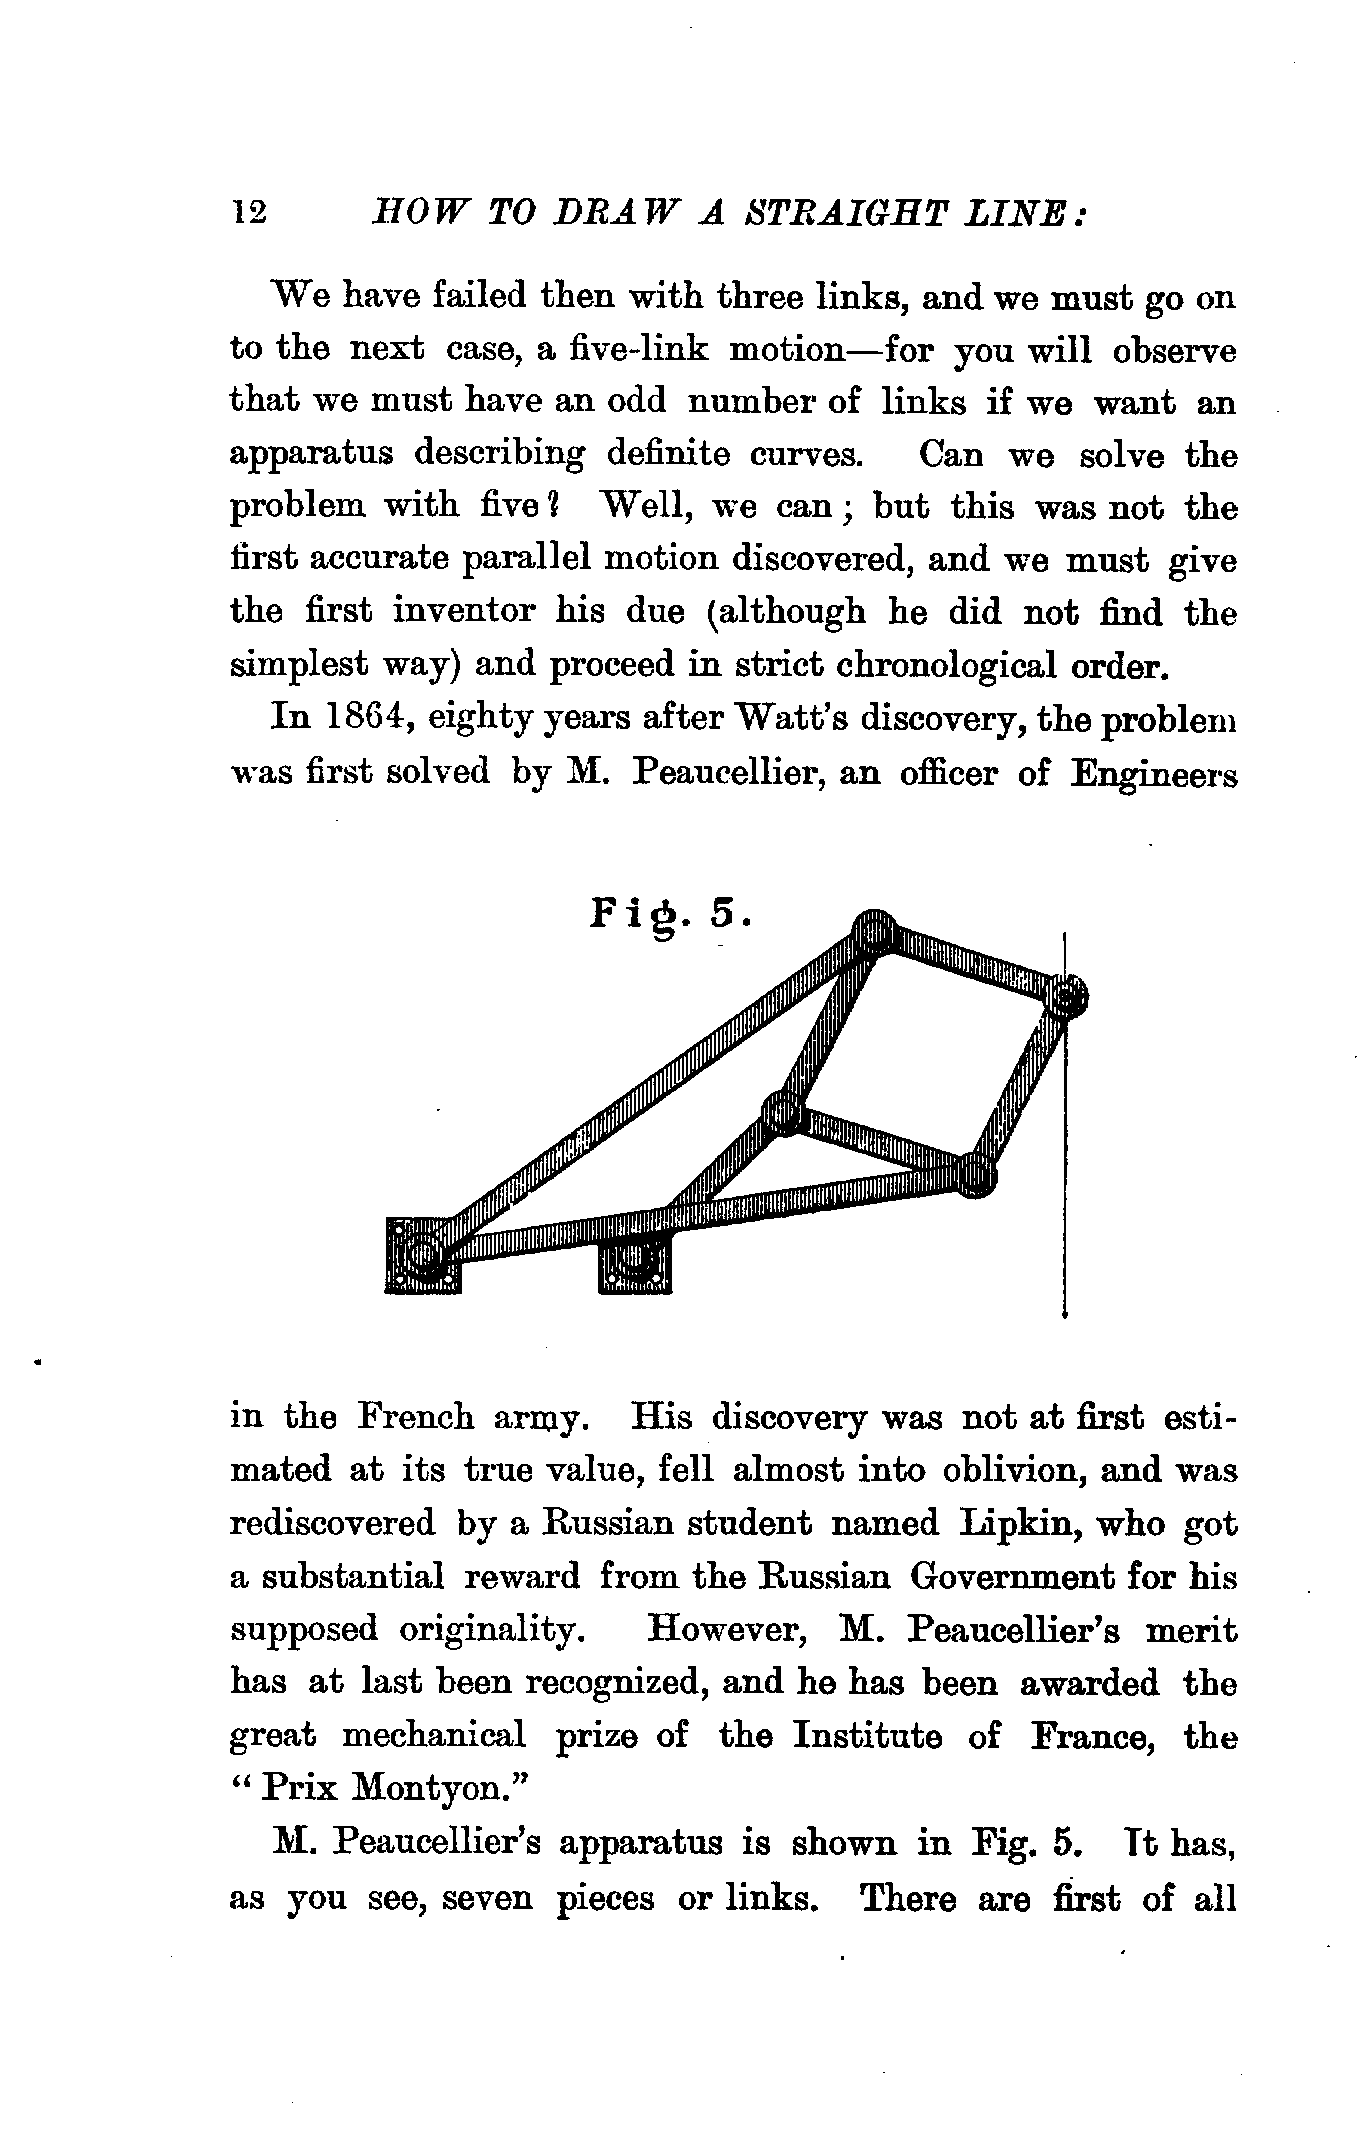 12 HOW TO DRAW A STRAIGHT LINE:
We have failed then with three links, and we must go on
to the next case, a five-link motion—for you will observe
that we must have an odd number of links if we want an
apparatus describing definite curves. Can we solve the
problem with five? Well, we can; but this was not the
first accurate parallel motion discovered, and we must give
the first inventor his due (although he did not find the
simplest way) and proceed in strict chronological order.
In 1864, eighty years after Watt's discovery, the problem
was first solved by M. Peaucellier, an officer of Engineers
Fig. 5.
in the French army. His discovery was not at first esti-
mated at its true value, fell almost into oblivion, and was
rediscovered by a Russian student named Lipkin, who got
a substantial reward from the Russian Government for his
supposed originality. However, M. Peaucellier's merit
has at last been recognized, and he has been awarded the
great mechanical prize of the Institute of France, the
“Prix Montyon.”
M. Peaucellier's apparatus is shown in Fig. 5. It has,
as you see, seven pieces or links. There are first of all